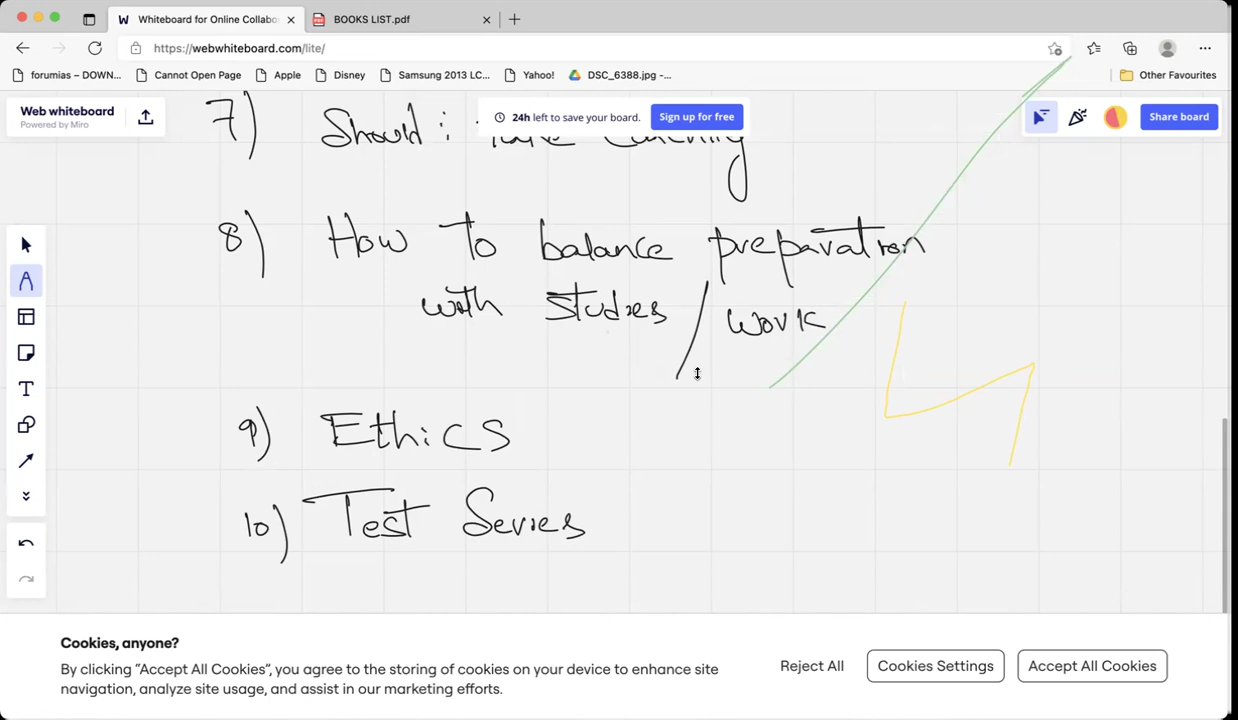 Whiteboard for Online Collabo
BOOKS LIST.pdf
https://webwhiteboard.com/lite/
forumias – DOWN...
Cannot Open Page
Apple
Disney
Samsung 2013 LC...
Yahoo!
DSC_6388.jpg -...
Other Favourites
Web whiteboard
Powered by Miro
24h left to save your board.
Sign up for free
Share board
7) Should i take coaching
8) How to balance preparation
with studies / work
9) Ethics
10) Test Series
Cookies, anyone?
By clicking “Accept All Cookies”, you agree to the storing of cookies on your device to enhance site
navigation, analyze site usage, and assist in our marketing efforts.
Reject All
Cookies Settings
Accept All Cookies